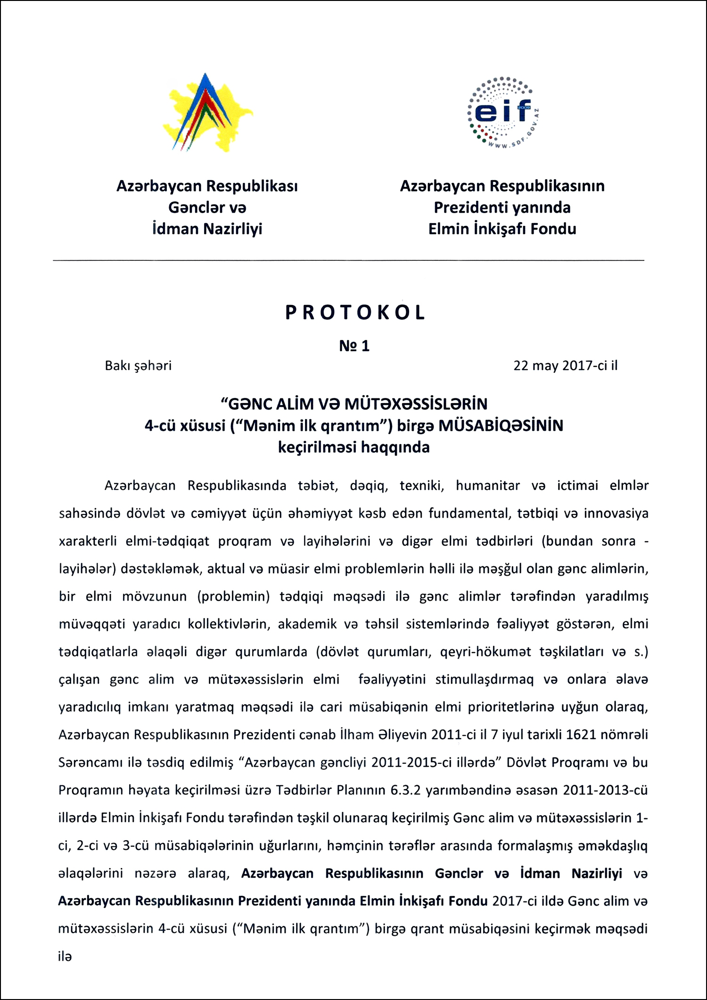 eif
2009
WWW.SDF.GOV.AZ
Azərbaycan Respublikası
Gənclər və
İdman Nazirliyi
Azərbaycan Respublikasının
Prezidenti yanında
Elmin İnkişafı Fondu
PROTOKOL
№ 1
Bakı şəhəri 22 may 2017-ci il
“GƏNC ALİM VƏ MÜTƏXƏSSİSLƏRİN
4-cü xüsusi (“Mənim ilk qrantım”) birgə MÜSABİQƏSİNİN
keçirilməsi haqqında
Azərbaycan Respublikasında təbiət, dəqiq, texniki, humanitar və ictimai elmlər
sahəsində dövlət və cəmiyyət üçün əhəmiyyət kəsb edən fundamental, tətbiqi və innovasiya
xarakterli elmi-tədqiqat proqram və layihələrini və digər elmi tədbirləri (bundan sonra -
layihələr) dəstəkləmək, aktual və müasir elmi problemlərin həlli ilə məşğul olan gənc alimlərin,
bir elmi mövzunun (problemin) tədqiqi məqsədi ilə gənc alimlər tərəfindən yaradılmış
müvəqqəti yaradıcı kollektivlərin, akademik və təhsil sistemlərində fəaliyyət göstərən, elmi
tədqiqatlarla əlaqəli digər qurumlarda (dövlət qurumları, qeyri-hökumət təşkilatları və s.)
çalışan gənc alim və mütəxəssislərin elmi fəaliyyətini stimullaşdırmaq və onlara əlavə
yaradıcılıq imkanı yaratmaq məqsədi ilə cari müsabiqənin elmi prioritetlərinə uyğun olaraq,
Azərbaycan Respublikasının Prezidenti cənab İlham Əliyevin 2011-ci il 7 iyul tarixli 1621 nömrəli
Sərəncamı ilə təsdiq edilmiş “Azərbaycan gəncliyi 2011-2015-ci illərdə” Dövlət Proqramı və bu
Proqramın həyata keçirilməsi üzrə Tədbirlər Planının 6.3.2 yarımbəndinə əsasən 2011-2013-cü
illərdə Elmin İnkişafı Fondu tərəfindən təşkil olunaraq keçirilmiş Gənc alim və mütəxəssislərin 1-
ci, 2-ci və 3-cü müsabiqələrinin uğurlarını, həmçinin tərəflər arasında formalaşmış əməkdaşlıq
əlaqələrini nəzərə alaraq, Azərbaycan Respublikasının Gənclər və İdman Nazirliyi və
Azərbaycan Respublikasının Prezidenti yanında Elmin İnkişafı Fondu 2017-ci ildə Gənc alim və
mütəxəssislərin 4-cü xüsusi (“Mənim ilk qrantım”) birgə qrant müsabiqəsini keçirmək məqsədi
ilə